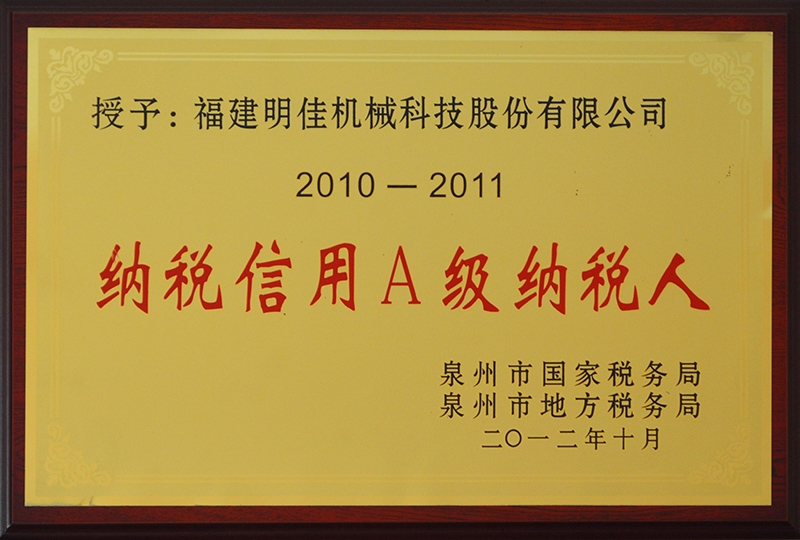 授予：福建明佳机械科技股份有限公司
2010—2011
纳税信用A级纳税人
泉州市国家税务局
泉州市地方税务局
二〇一二年十月